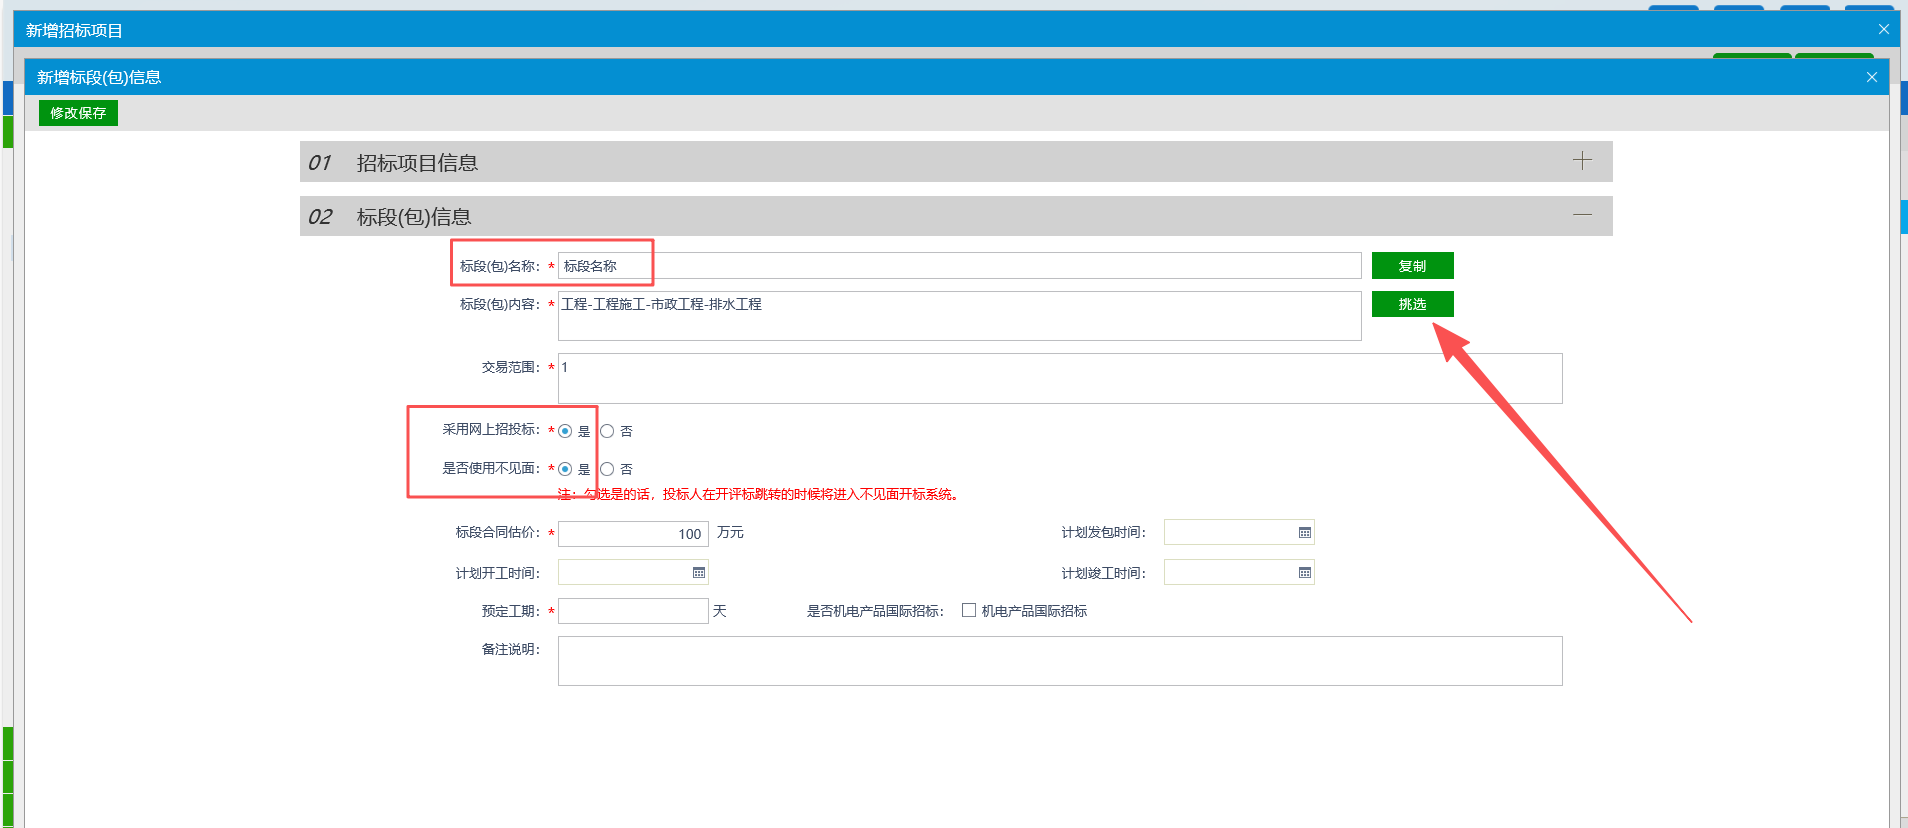 新增招标项目
新增标段(包)信息
修改保存
01 招标项目信息
02 标段(包)信息
标段(包)名称: * 标段名称 复制
标段(包)内容: * 工程-工程施工-市政工程-排水工程 挑选
交易范围: * 1
采用网上招投标: * 是 否
是否使用不见面: * 是 否
注：勾选是的话，投标人在开评标跳转的时候将进入不见面开标系统。
标段合同估价: * 100 万元 计划发包时间:
计划开工时间: 计划竣工时间:
预定工期: * 天 是否机电产品国际招标: 机电产品国际招标
备注说明: